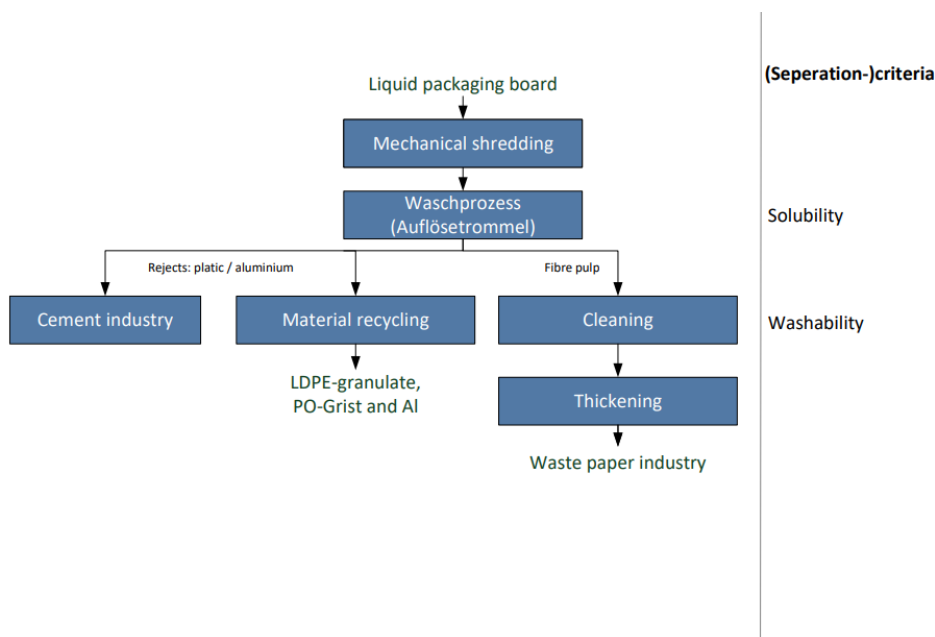 (Seperation-)criteria
Liquid packaging board
Mechanical shredding
Waschprozess
(Auflösetrommel)
Solubility
Rejects: platic / aluminium
Fibre pulp
Cement industry
Material recycling
Cleaning
Washability
LDPE-granulate,
PO-Grist and Al
Thickening
Waste paper industry